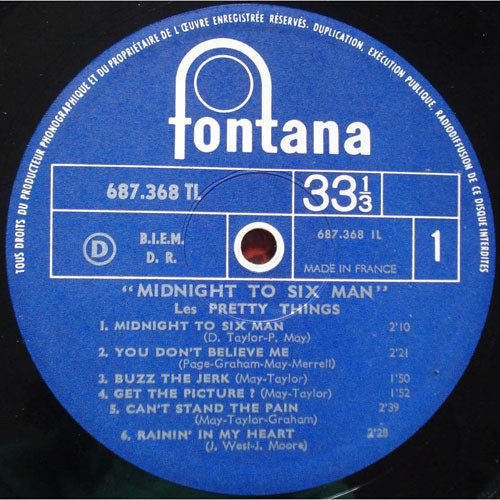 TOUS DROITS DU PRODUCTEUR PHONOGRAPHIQUE ET DU PROPRIÉTAIRE DE L'ŒUVRE ENREGISTRÉE RÉSERVÉS. DUPLICATION, EXÉCUTION PUBLIQUE, RADIODIFFUSION DE CE DISQUE INTERDITES
fontana
687.368 TL
33 1/3
D
B.I.E.M.
D. R.
687.368 1L
MADE IN FRANCE
1
"MIDNIGHT TO SIX MAN"
Les PRETTY THINGS
1. MIDNIGHT TO SIX MAN 2'10
(D. Taylor-P. May)
2. YOU DON'T BELIEVE ME 2'21
(Page-Graham-May-Merrell)
3. BUZZ THE JERK (May-Taylor) 1'50
4. GET THE PICTURE ? (May-Taylor) 1'52
5. CAN'T STAND THE PAIN 2'39
(May-Taylor-Graham)
6. RAININ' IN MY HEART 2'28
(J. West-J. Moore)